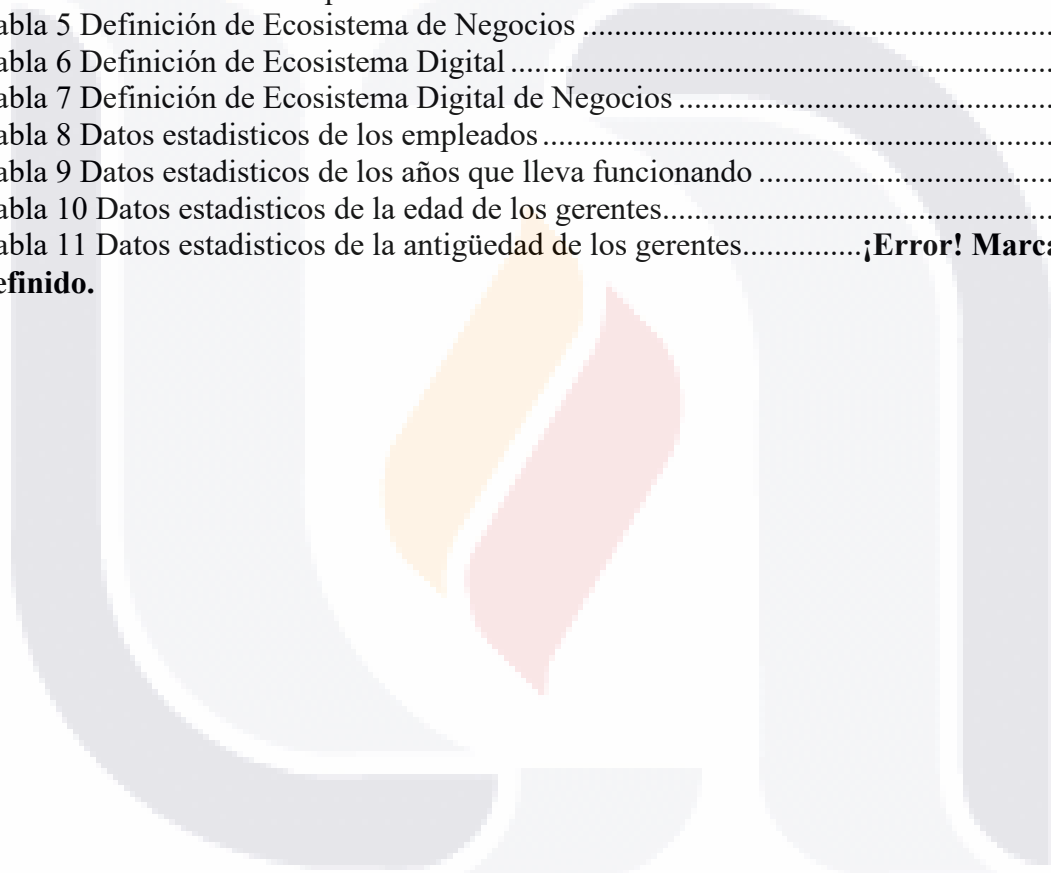 abla 5 Definición de Ecosistema de Negocios ......................................................
abla 6 Definición de Ecosistema Digital ...............................................................
abla 7 Definición de Ecosistema Digital de Negocios ...........................................
abla 8 Datos estadisticos de los empleados ...........................................................
abla 9 Datos estadisticos de los años que lleva funcionando .................................
abla 10 Datos estadisticos de la edad de los gerentes.............................................
abla 11 Datos estadisticos de la antigüedad de los gerentes.............¡Error! Marca
efinido.